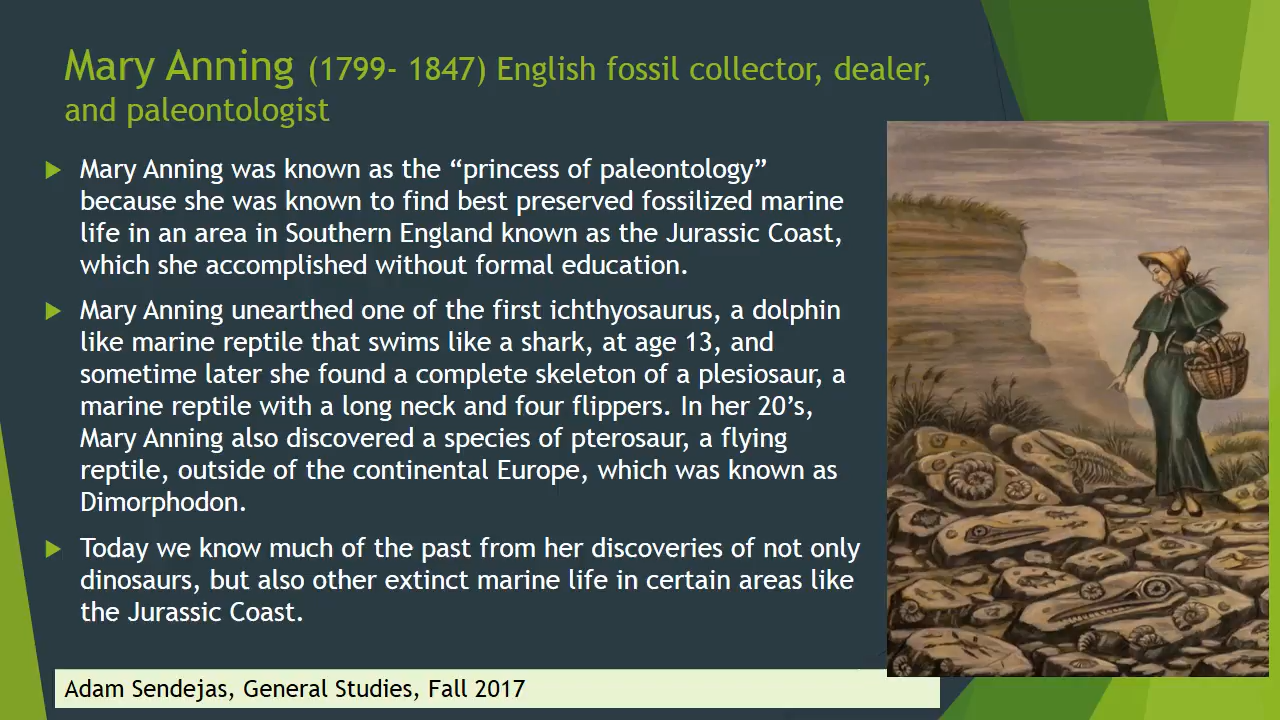 Mary Anning (1799- 1847) English fossil collector, dealer,
and paleontologist
Mary Anning was known as the “princess of paleontology”
because she was known to find best preserved fossilized marine
life in an area in Southern England known as the Jurassic Coast,
which she accomplished without formal education.
Mary Anning unearthed one of the first ichthyosaurus, a dolphin
like marine reptile that swims like a shark, at age 13, and
sometime later she found a complete skeleton of a plesiosaur, a
marine reptile with a long neck and four flippers. In her 20’s,
Mary Anning also discovered a species of pterosaur, a flying
reptile, outside of the continental Europe, which was known as
Dimorphodon.
Today we know much of the past from her discoveries of not only
dinosaurs, but also other extinct marine life in certain areas like
the Jurassic Coast.
Adam Sendejas, General Studies, Fall 2017